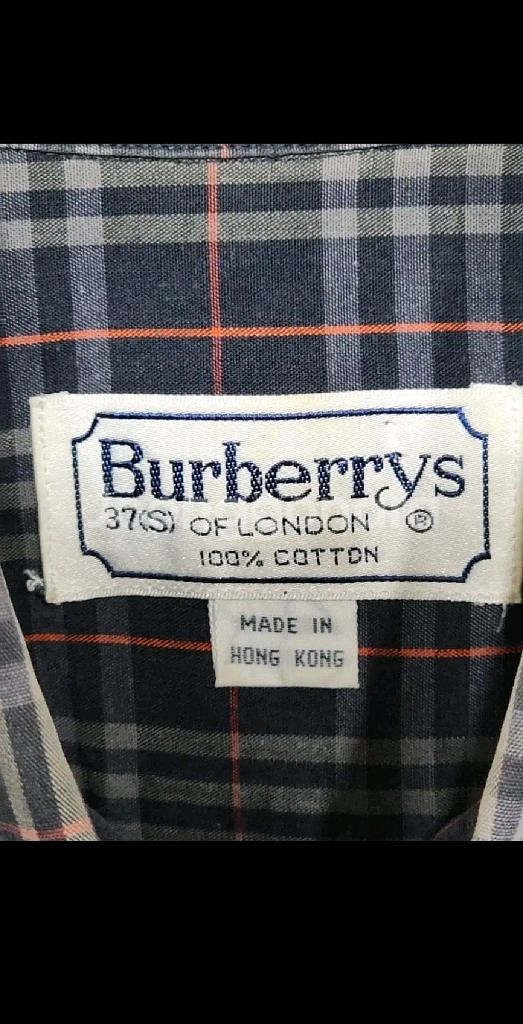 Burberrys
37(S) OF LONDON ®
100% COTTON
MADE IN
HONG KONG